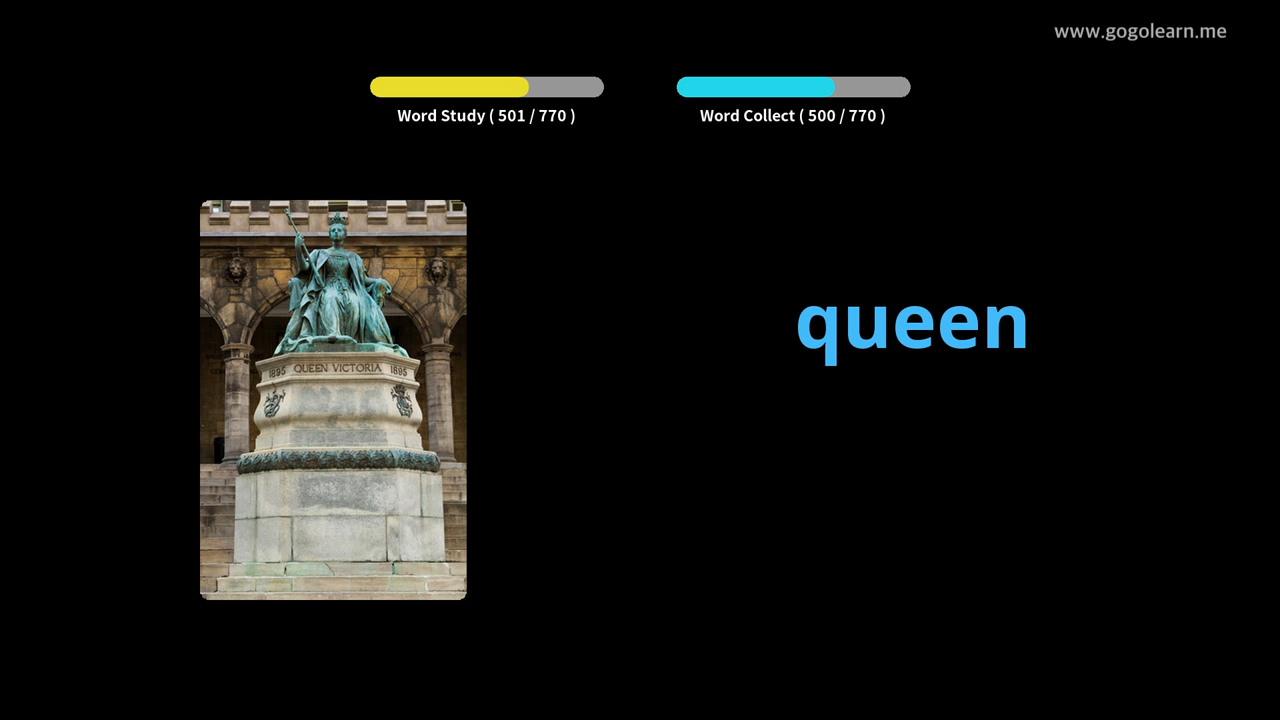 www.gogolearn.me
Word Study ( 501 / 770 )
Word Collect ( 500 / 770 )
1895 QUEEN VICTORIA 1895
queen